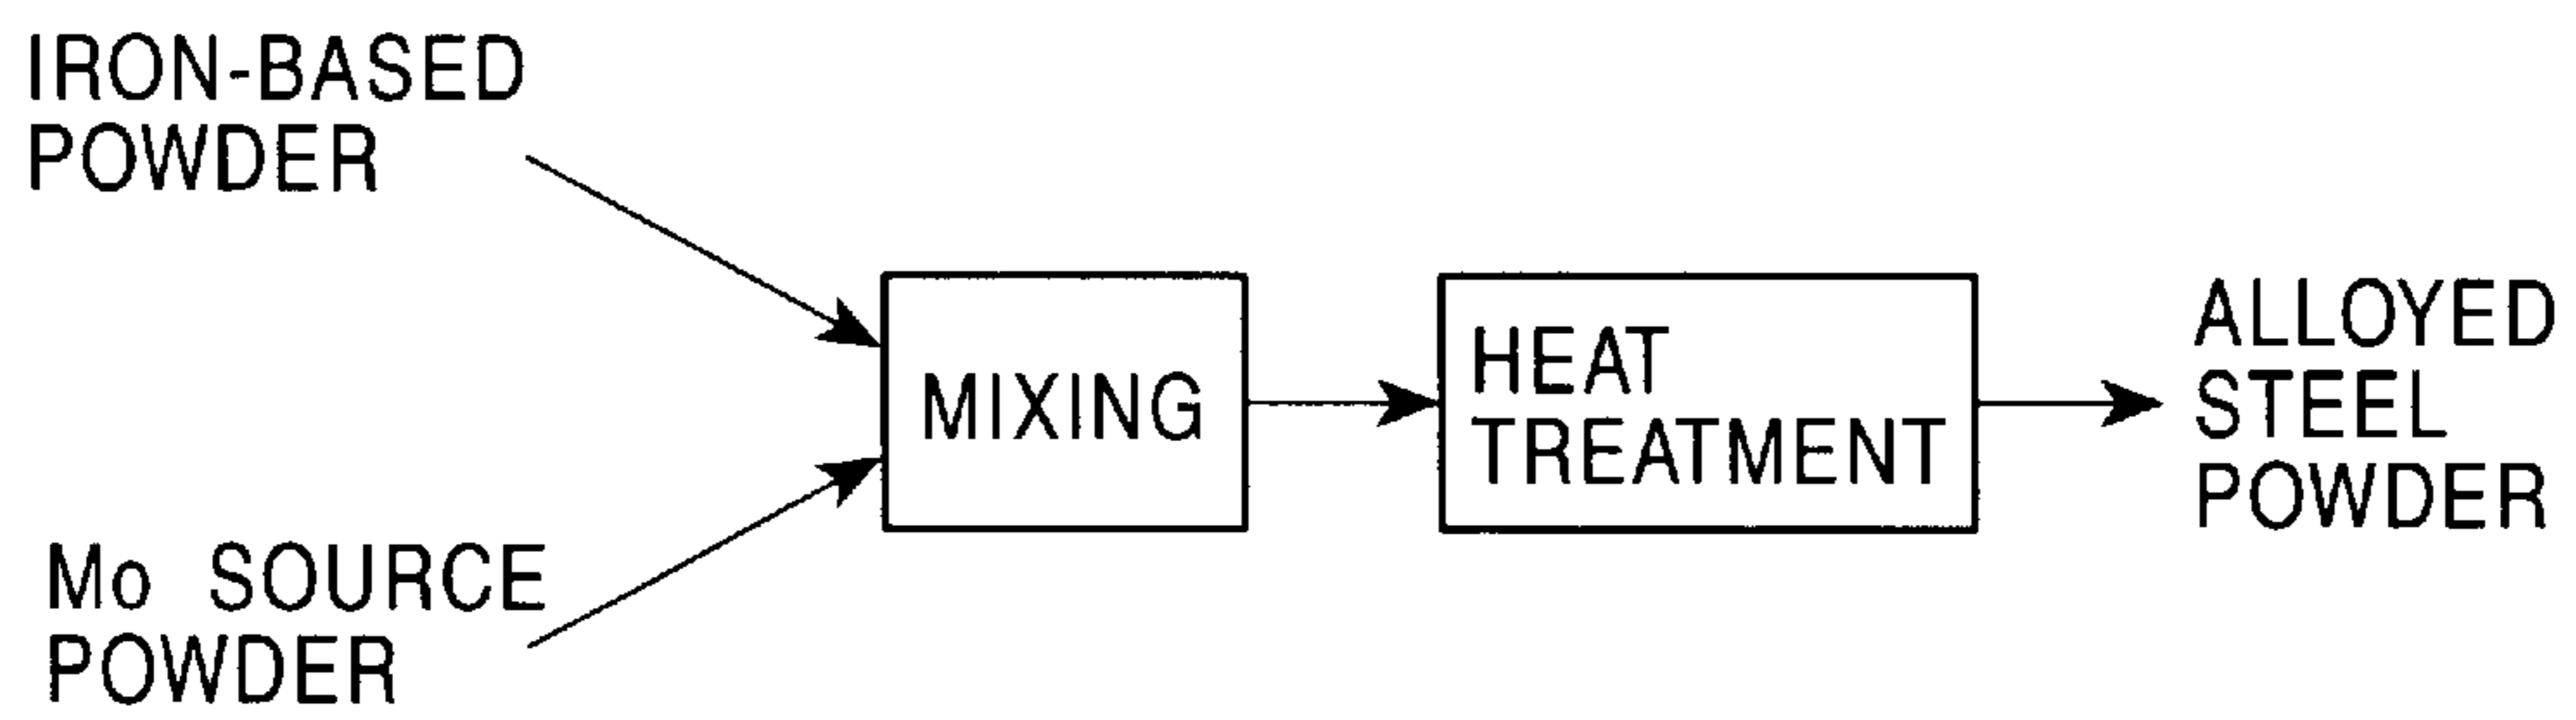 IRON-BASED
POWDER
Mo SOURCE
POWDER
MIXING
HEAT
TREATMENT
ALLOYED
STEEL
POWDER